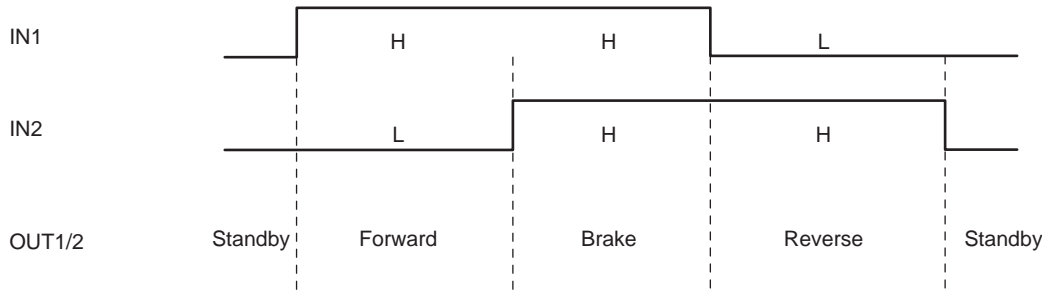 IN1 H H L
IN2 L H H
OUT1/2 Standby Forward Brake Reverse Standby